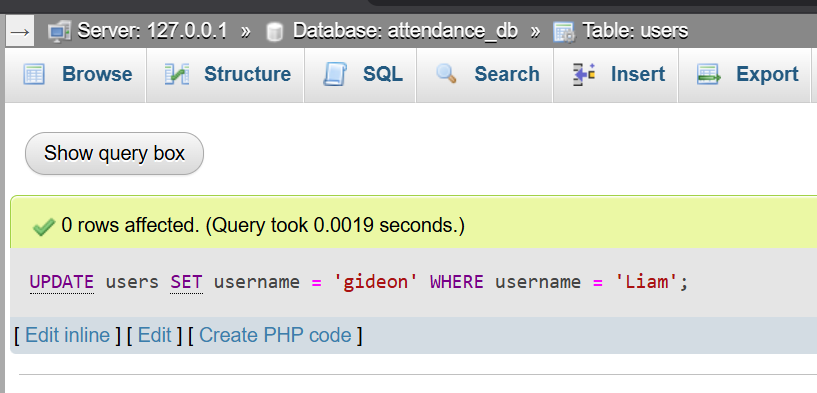 Server: 127.0.0.1 » Database: attendance_db » Table: users
Browse Structure SQL Search Insert Export
Show query box
0 rows affected. (Query took 0.0019 seconds.)
UPDATE users SET username = 'gideon' WHERE username = 'Liam';
[ Edit inline ] [ Edit ] [ Create PHP code ]